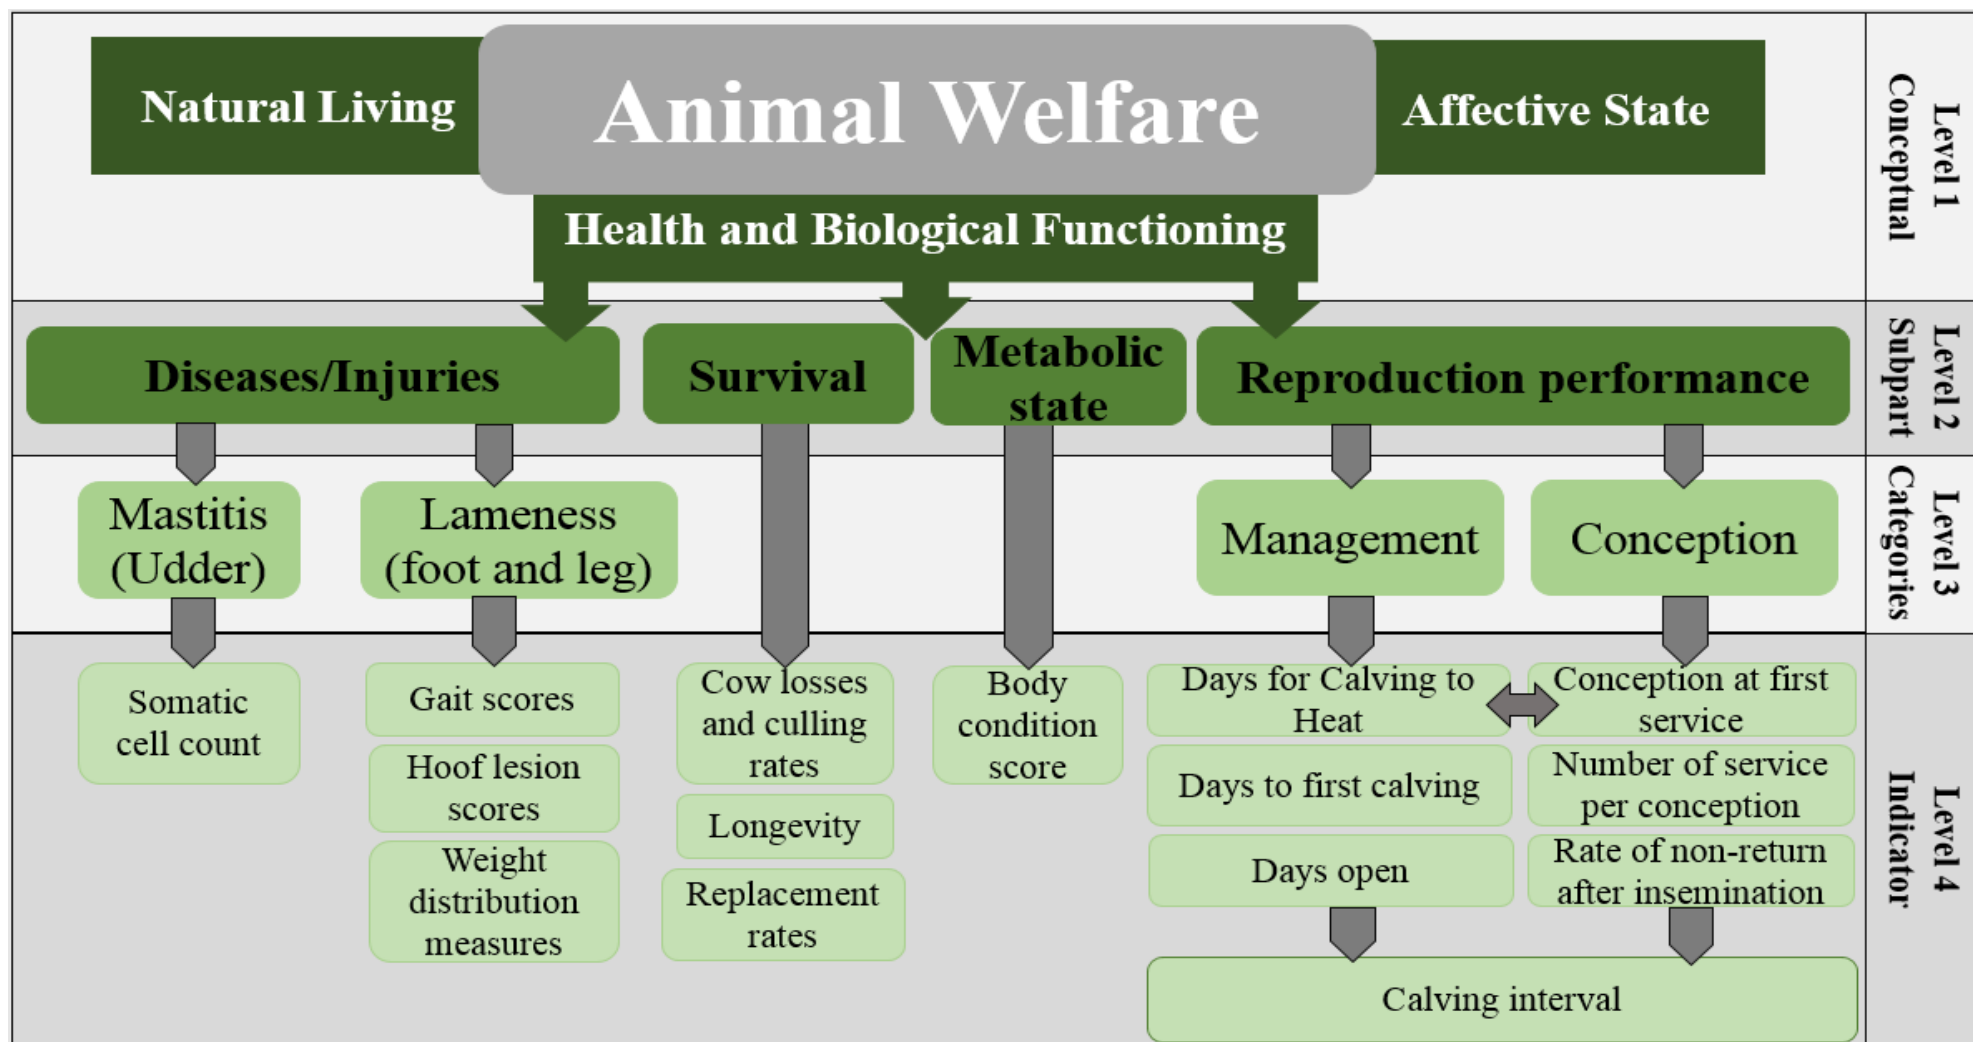 Natural Living
Animal Welfare
Affective State
Health and Biological Functioning
Level 1
Conceptual
Diseases/Injuries
Survival
Metabolic
state
Reproduction performance
Level 2
Subpart
Mastitis
(Udder)
Lameness
(foot and leg)
Management
Conception
Level 3
Categories
Somatic
cell count
Gait scores
Hoof lesion
scores
Weight
distribution
measures
Cow losses
and culling
rates
Longevity
Replacement
rates
Body
condition
score
Days for Calving to
Heat
Days to first calving
Days open
Conception at first
service
Number of service
per conception
Rate of non-return
after insemination
Calving interval
Level 4
Indicator